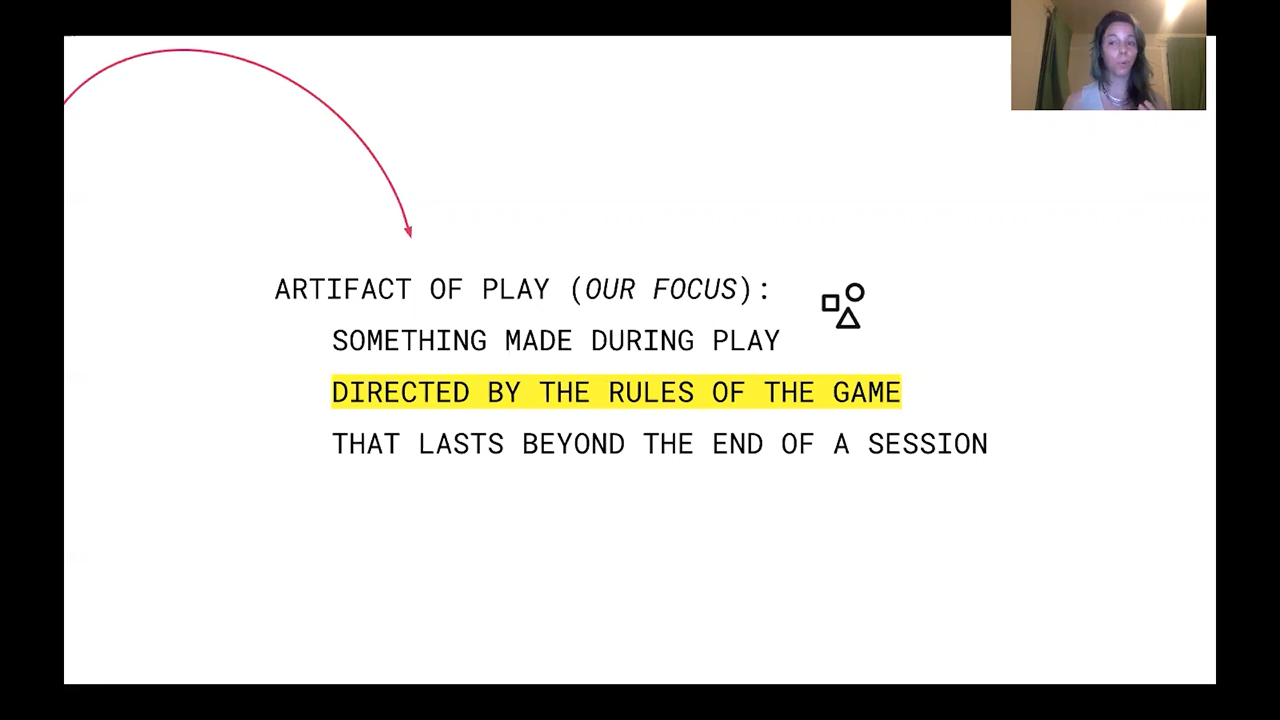 ARTIFACT OF PLAY (OUR FOCUS):
SOMETHING MADE DURING PLAY
DIRECTED BY THE RULES OF THE GAME
THAT LASTS BEYOND THE END OF A SESSION